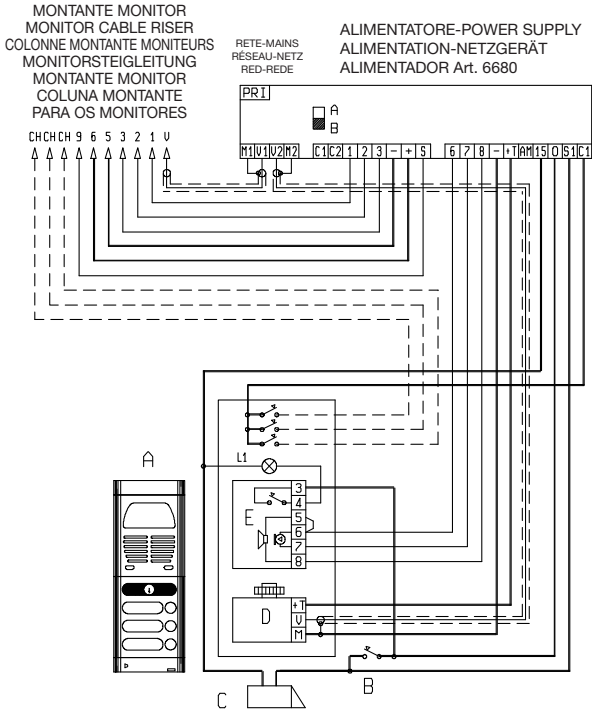 MONTANTE MONITOR
MONITOR CABLE RISER
COLONNE MONTANTE MONITEURS
MONITORSTEIGLEITUNG
MONTANTE MONITOR
COLUNA MONTANTE
PARA OS MONITORES
RETE-MAINS
RÉSEAU-NETZ
RED-REDE
ALIMENTATORE-POWER SUPPLY
ALIMENTATION-NETZGERÄT
ALIMENTADOR Art. 6680
PRI
A
B
CH CH CH 9 6 5 3 2 1 V
M1 V1 V2 M2 C1 C2 1 2 3 − + S 6 7 8 − +T AM 15 0 S1 C1
A
L1
E
3
4
5
6
7
8
D
+T
V
M
C
B